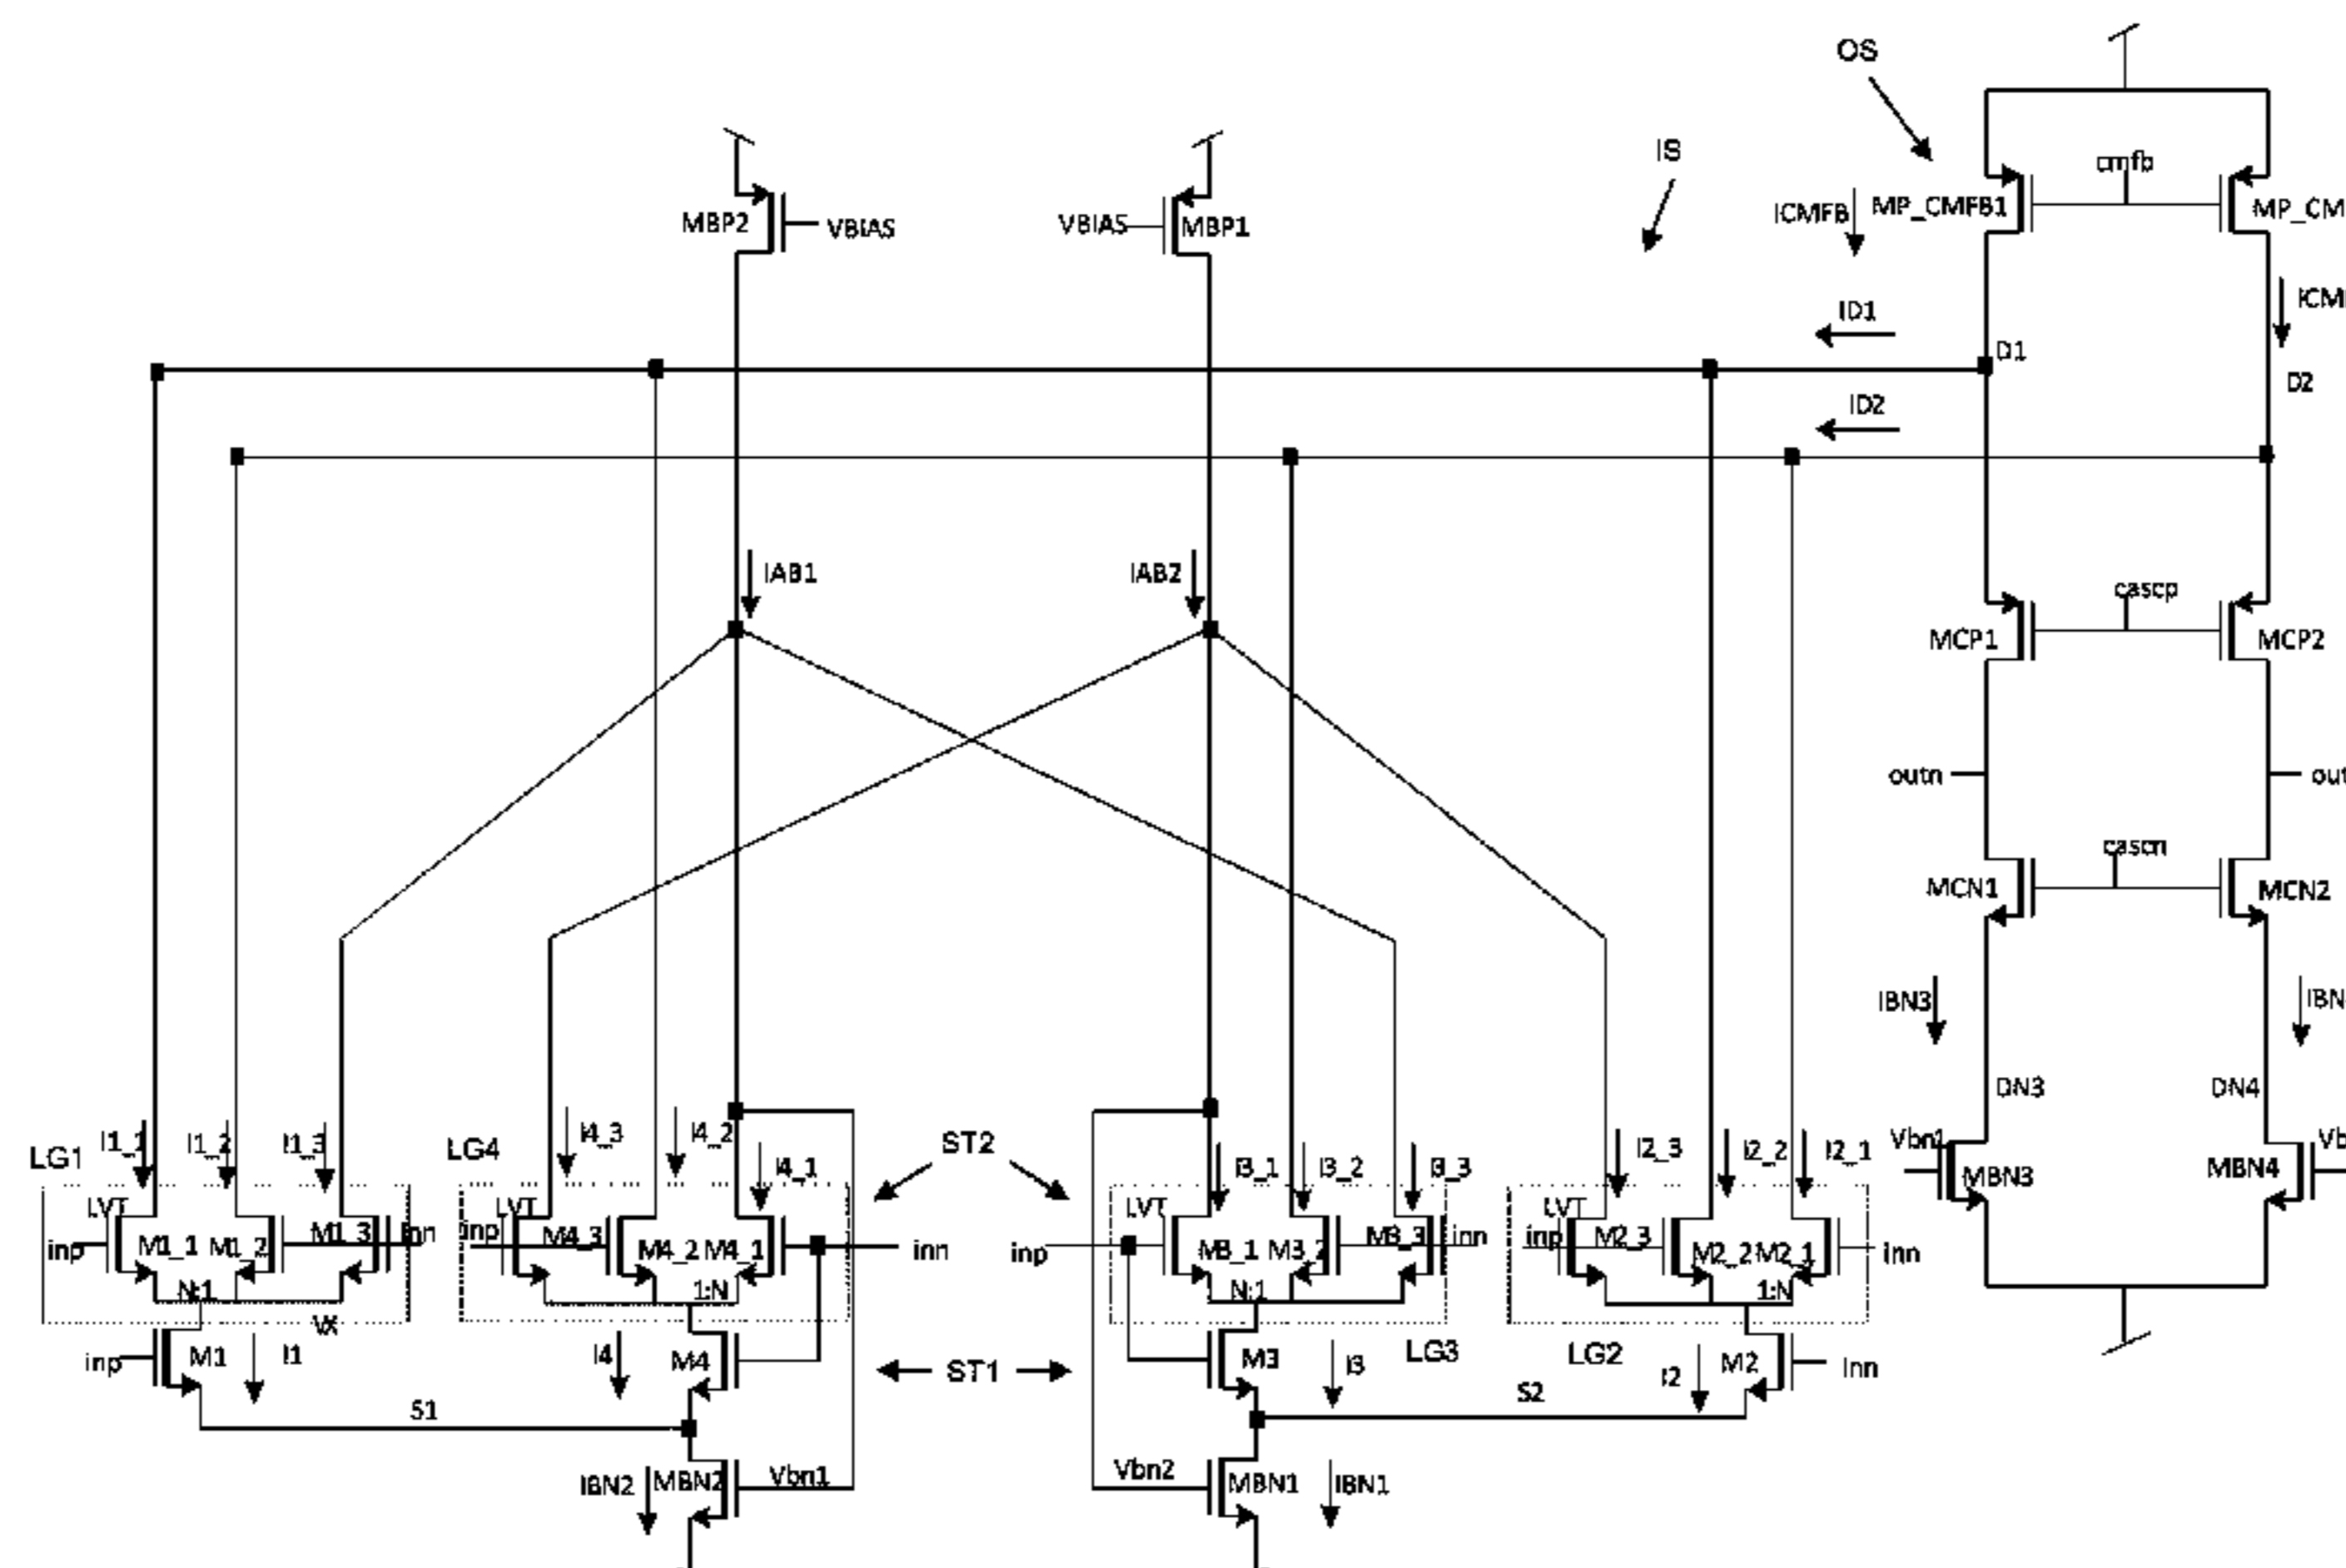 OS
IS
cmfb
MBP2
VBIAS
VBIAS
MBP1
ICMFB
MP_CMFB1
MP_CM
ICM
ID1
D1
D2
ID2
IAB1
IAB2
cascp
MCP1
MCP2
outn
out
cascn
MCN1
MCN2
IBN3
IBN
DN3
DN4
Vbn1
Vb
MBN3
MBN4
LG1
I1_1
I1_2
I1_3
LG4
I4_3
I4_2
I4_1
ST2
I3_1
I3_2
I3_3
I2_3
I2_2
I2_1
LVT
LVT
LVT
LVT
inp
M1_1
M1_2
M1_3
inn
inp
M4_3
M4_2
M4_1
inn
inp
M3_1
M3_2
M3_3
inn
inp
M2_3
M2_2
M2_1
inn
N:1
1:N
N:1
1:N
VX
inp
M1
I1
I4
M4
ST1
M3
I3
LG3
LG2
I2
M2
inn
S1
S2
IBN2
MBN2
Vbn1
Vbn2
MBN1
IBN1